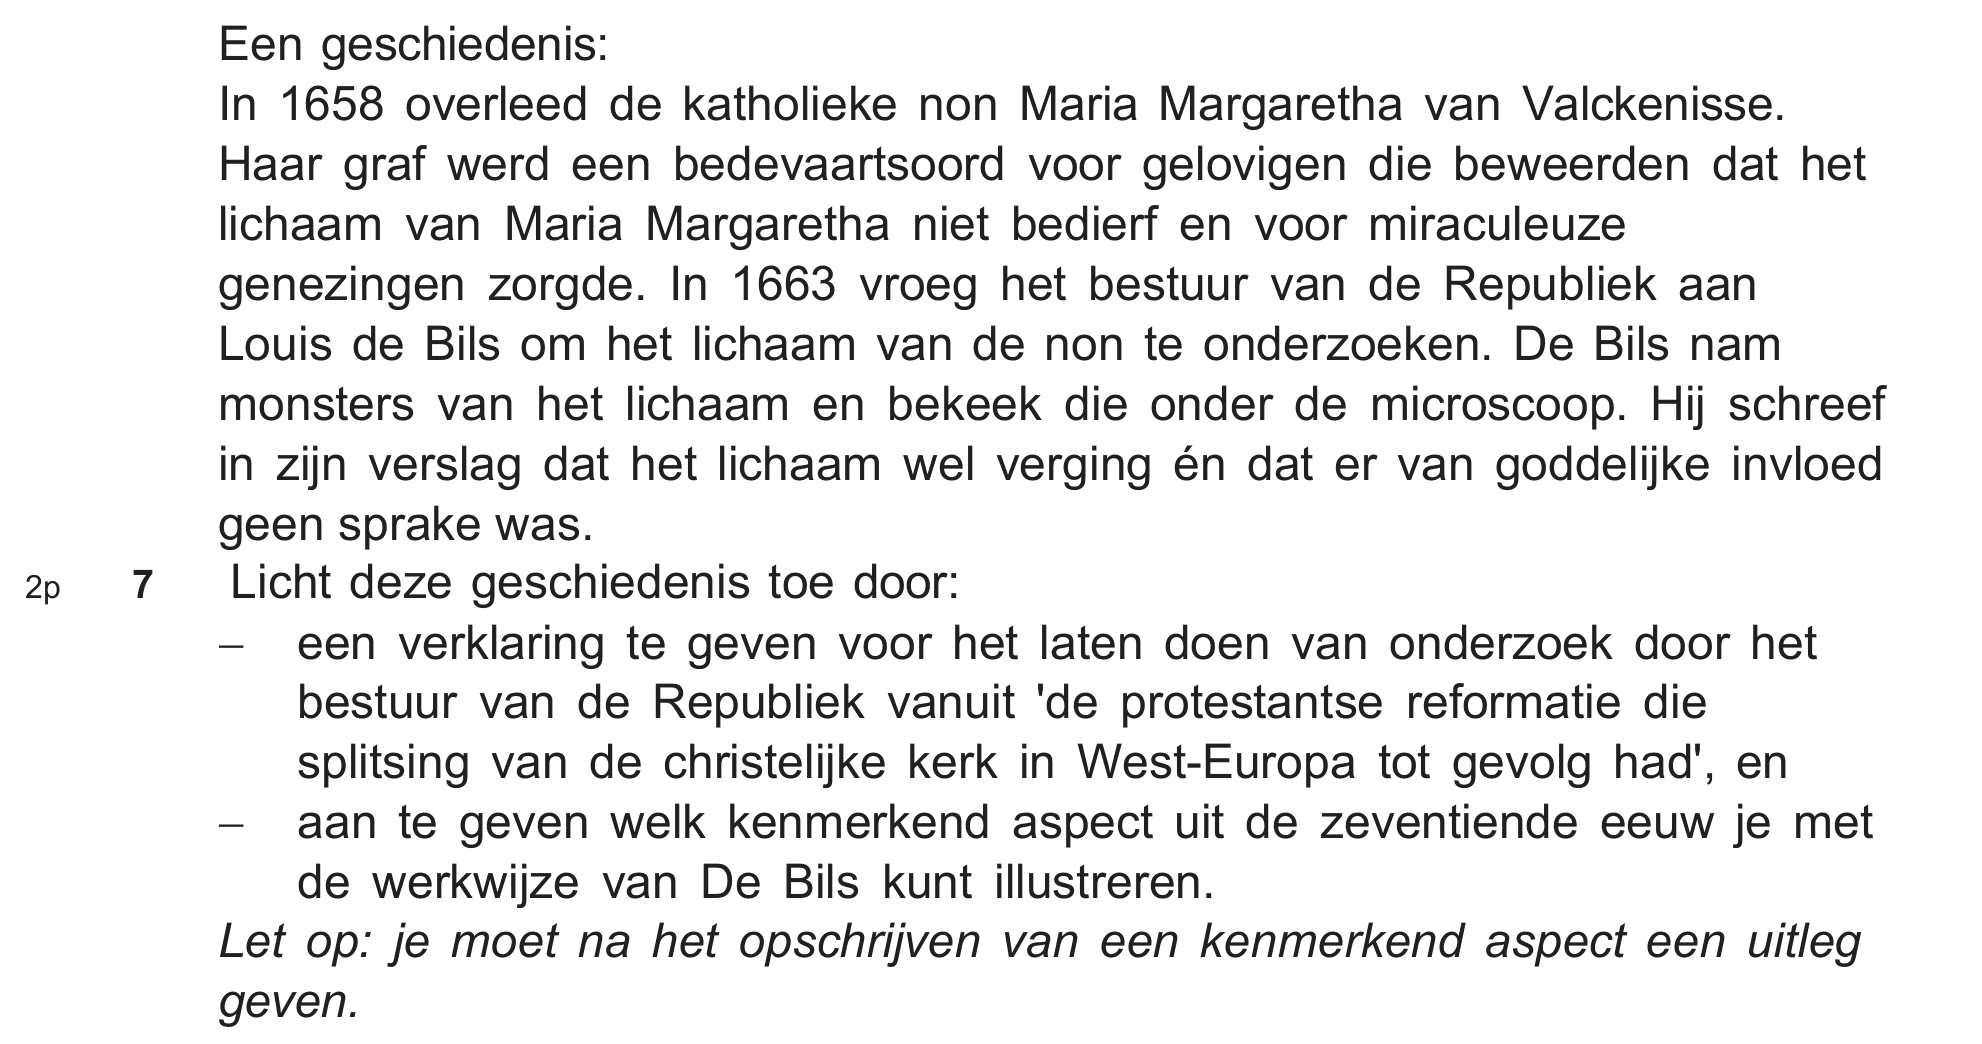 Een geschiedenis:
In 1658 overleed de katholieke non Maria Margaretha van Valckenisse.
Haar graf werd een bedevaartsoord voor gelovigen die beweerden dat het
lichaam van Maria Margaretha niet bedierf en voor miraculeuze
genezingen zorgde. In 1663 vroeg het bestuur van de Republiek aan
Louis de Bils om het lichaam van de non te onderzoeken. De Bils nam
monsters van het lichaam en bekeek die onder de microscoop. Hij schreef
in zijn verslag dat het lichaam wel verging én dat er van goddelijke invloed
geen sprake was.
2p 7 Licht deze geschiedenis toe door:
– een verklaring te geven voor het laten doen van onderzoek door het
bestuur van de Republiek vanuit 'de protestantse reformatie die
splitsing van de christelijke kerk in West-Europa tot gevolg had', en
– aan te geven welk kenmerkend aspect uit de zeventiende eeuw je met
de werkwijze van De Bils kunt illustreren.
Let op: je moet na het opschrijven van een kenmerkend aspect een uitleg
geven.